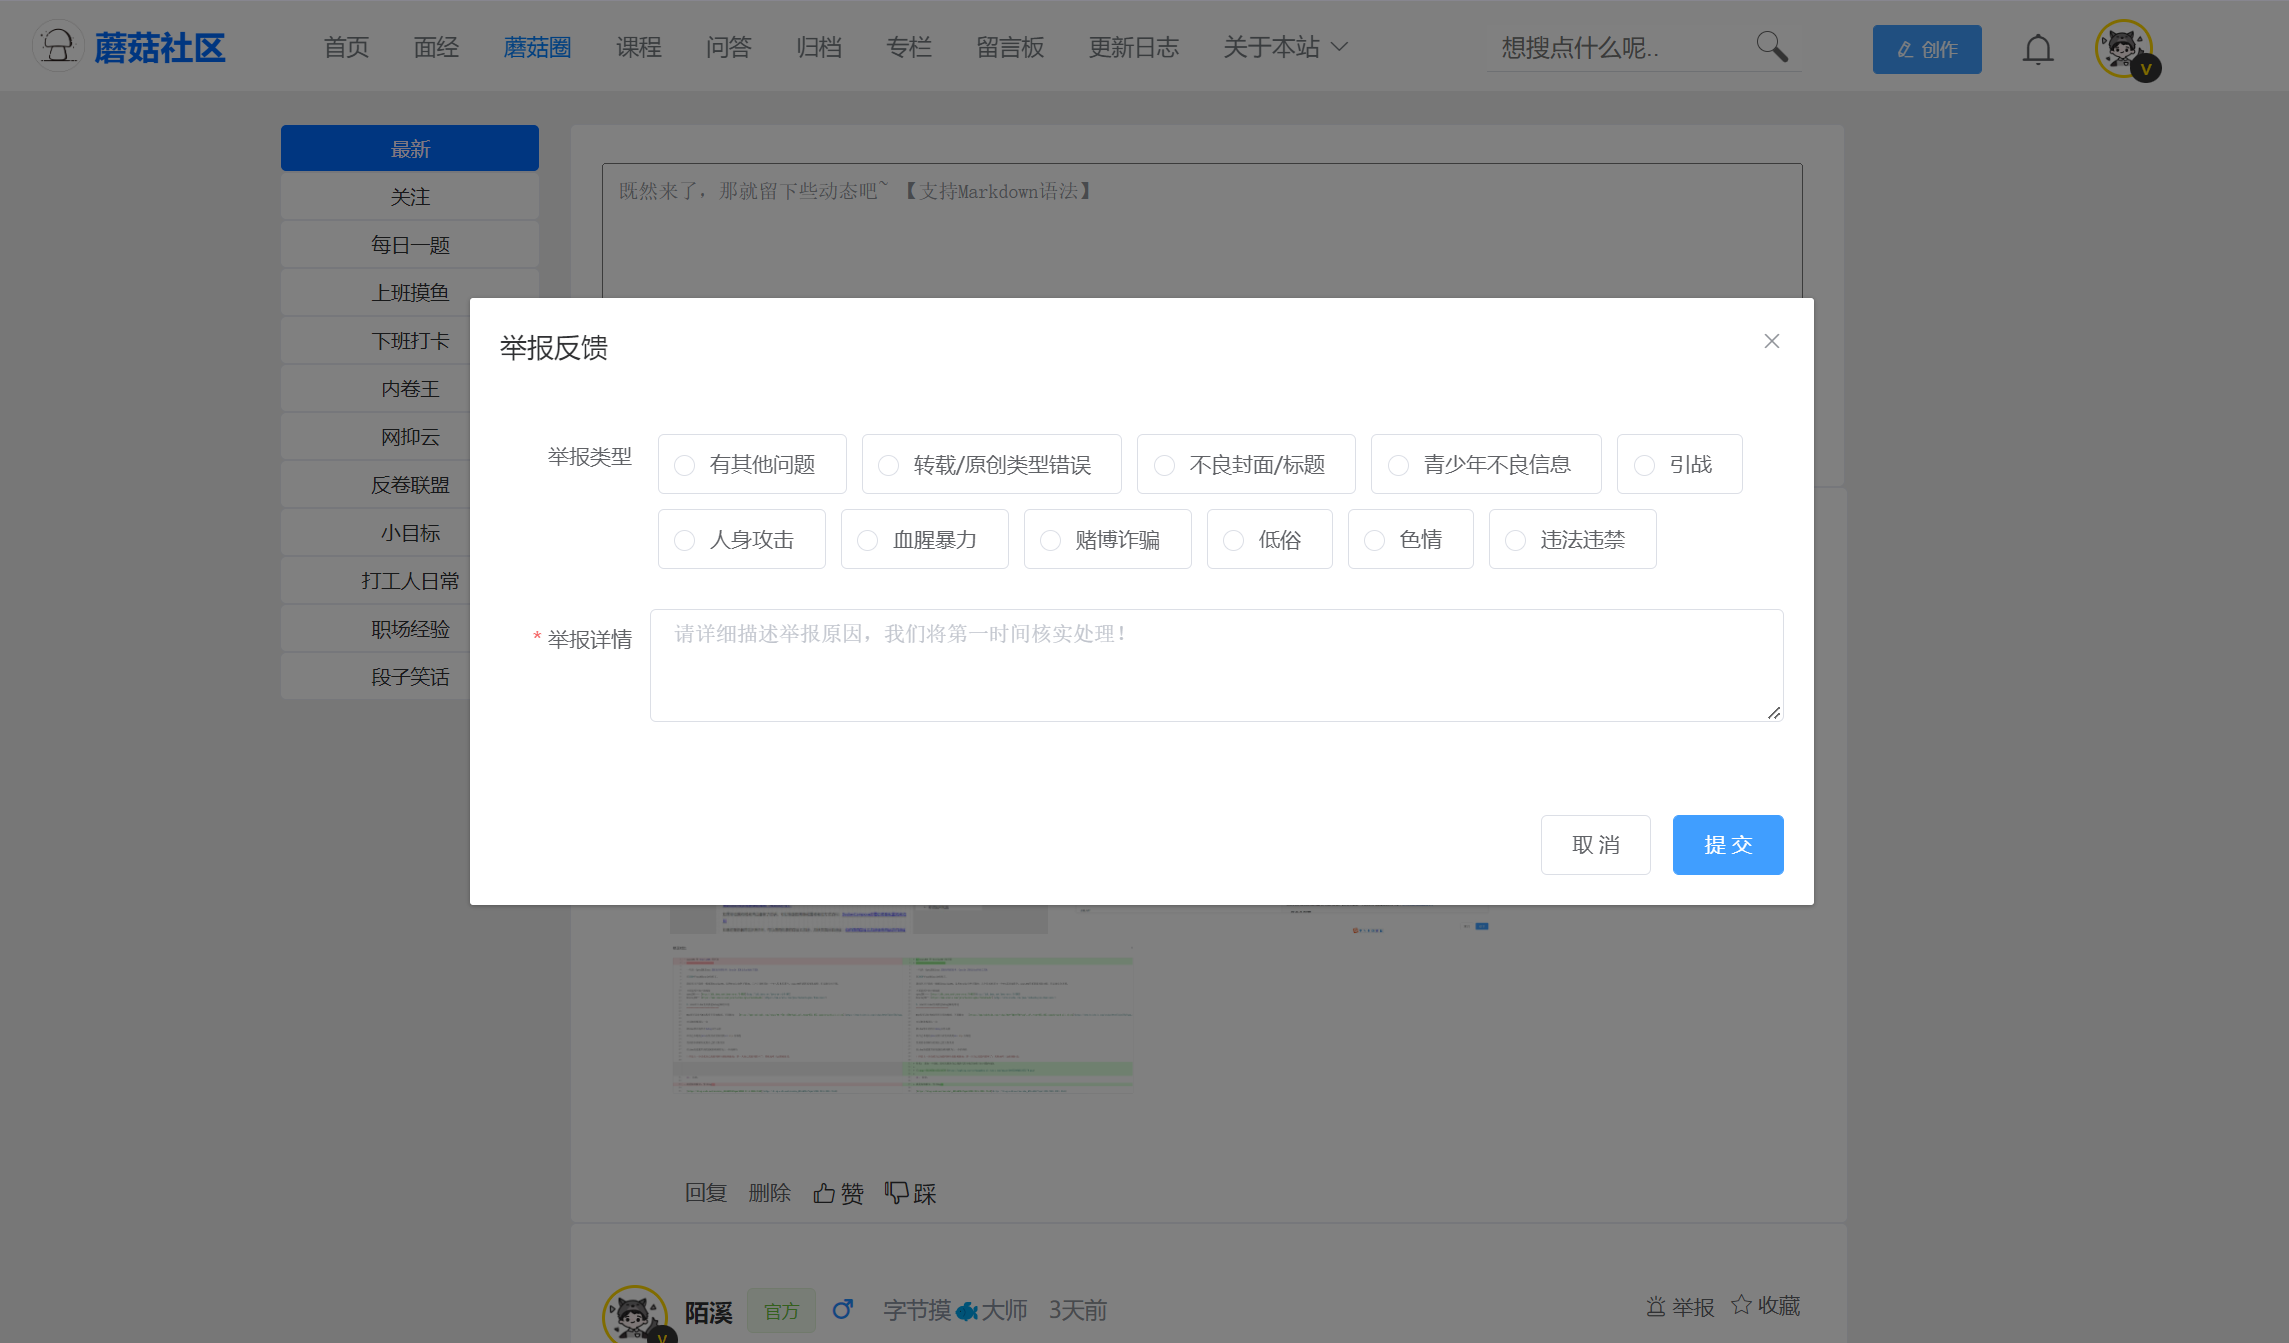 蘑菇社区 首页 面经 蘑菇圈 课程 问答 归档 专栏 留言板 更新日志 关于本站 想搜点什么呢.. 创作
V
最新
关注
每日一题
上班摸鱼
下班打卡
内卷王
网抑云
反卷联盟
小目标
打工人日常
职场经验
段子笑话
既然来了，那就留下些动态吧~ 【支持Markdown语法】
举报反馈
举报类型 有其他问题 转载/原创类型错误 不良封面/标题 青少年不良信息 引战
人身攻击 血腥暴力 赌博诈骗 低俗 色情 违法违禁
* 举报详情 请详细描述举报原因，我们将第一时间核实处理！
取 消 提 交
回复 删除 赞 踩
陌溪 官方 字节摸🐟大师 3天前 举报 收藏
V